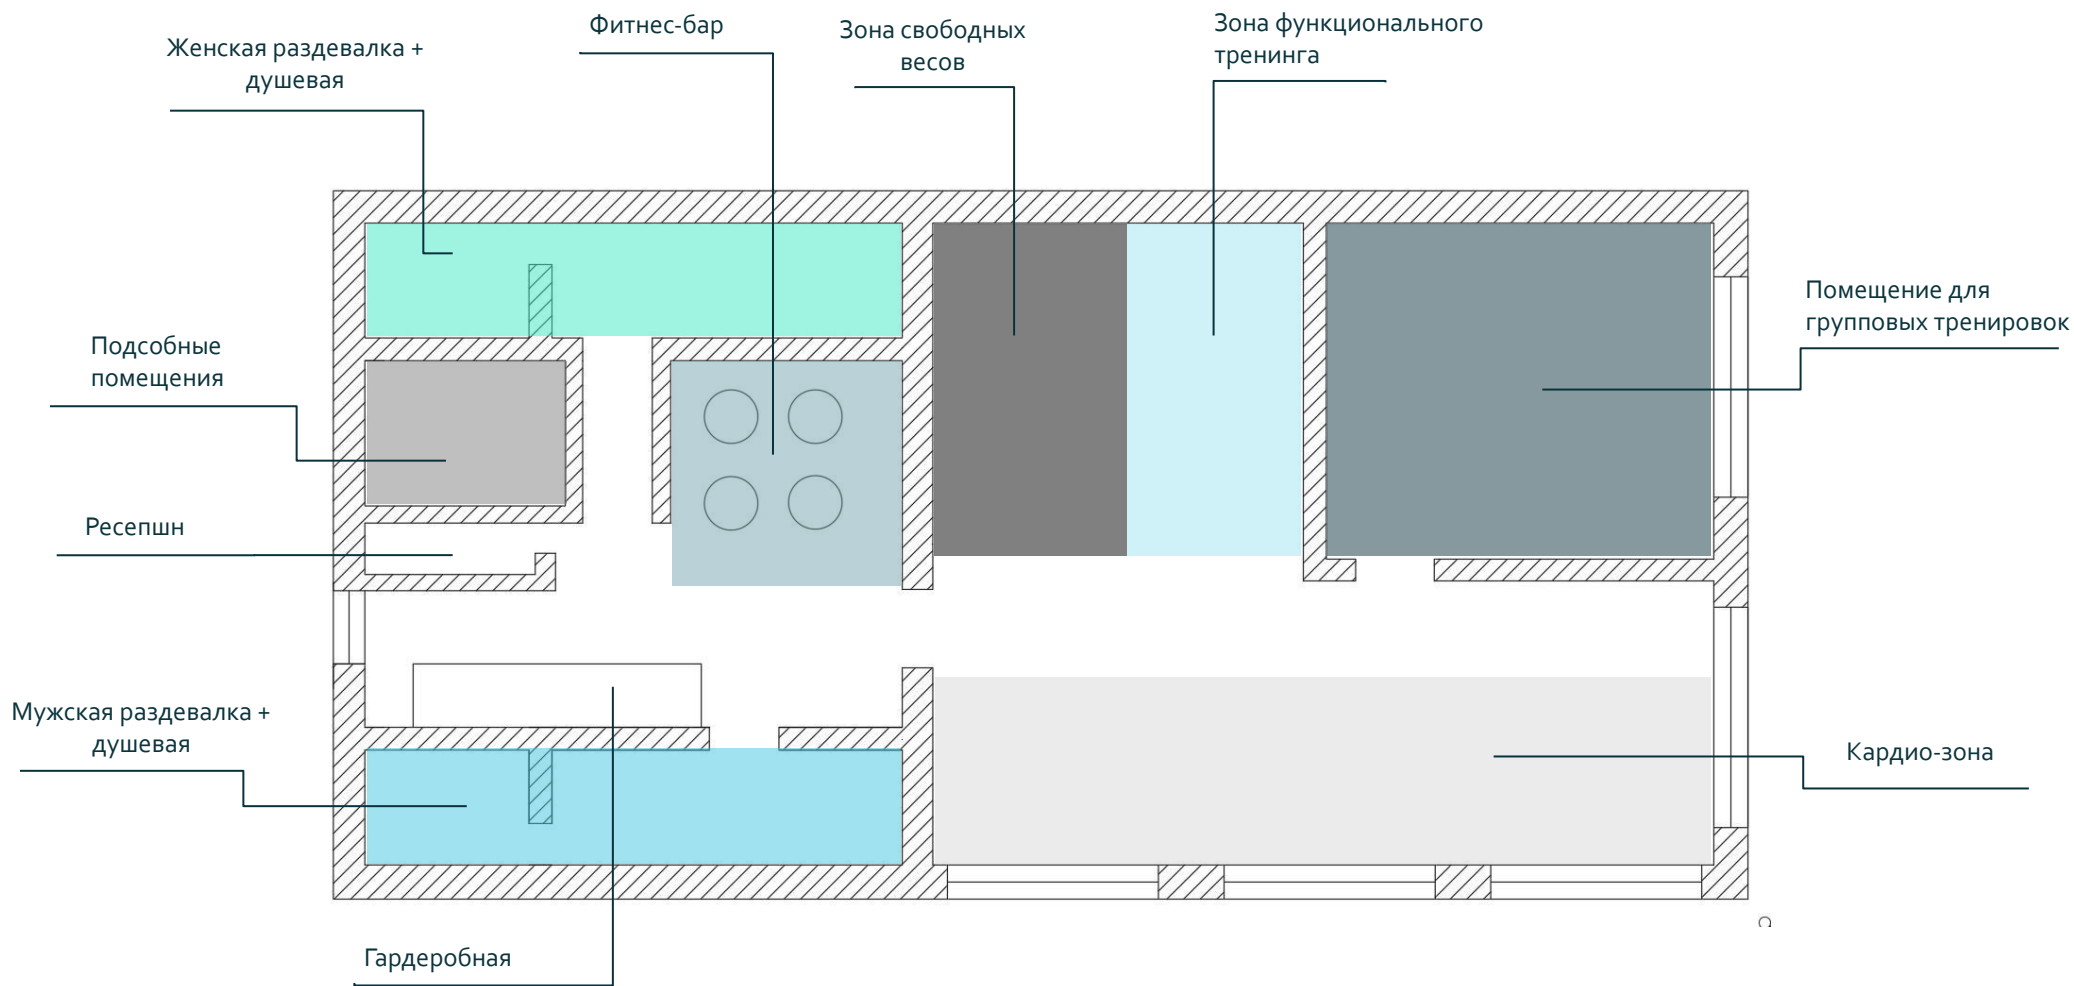 Женская раздевалка +
душевая
Фитнес-бар
Зона свободных
весов
Зона функционального
тренинга
Помещение для
групповых тренировок
Подсобные
помещения
Ресепшн
Мужская раздевалка +
душевая
Кардио-зона
Гардеробная